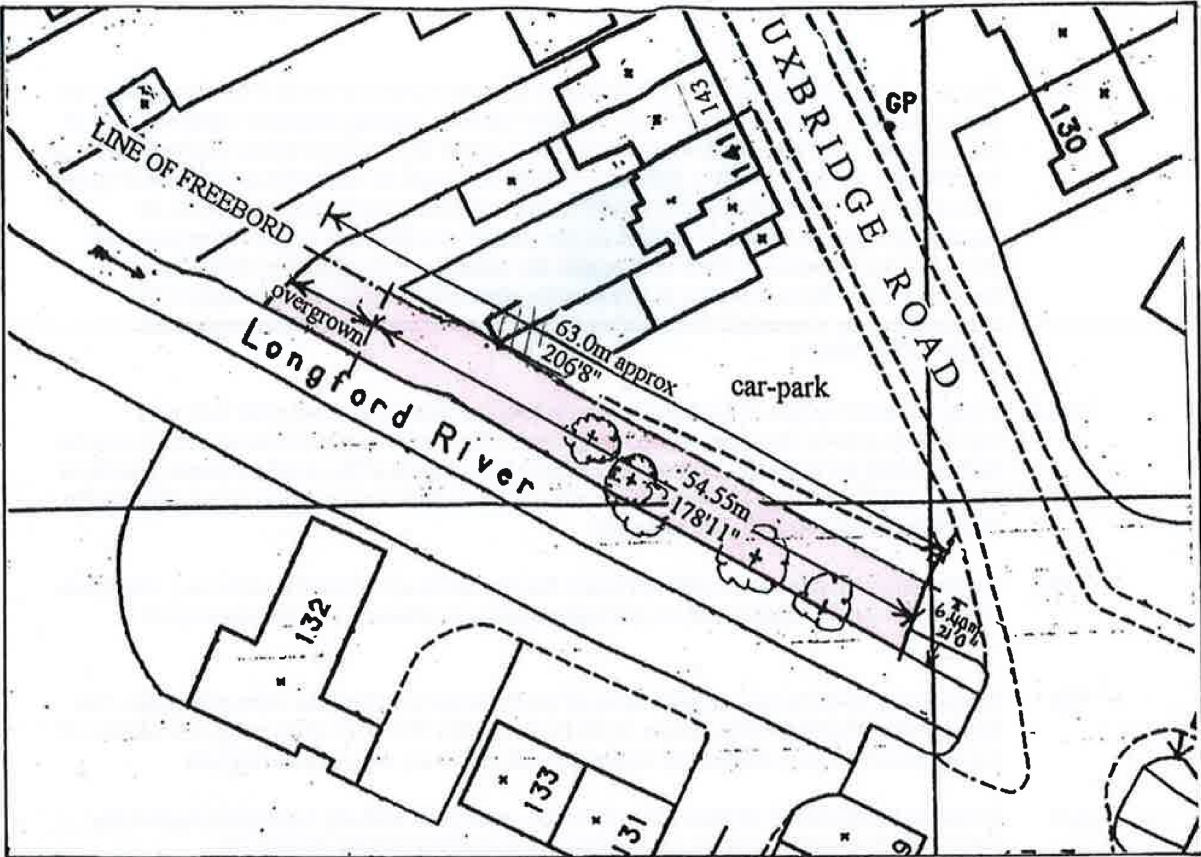 UXBRIDGE ROAD
GP
130
143
141
LINE OF FREEBORD
overgrown
63.0m approx
206'8"
car-park
Longford River
54.55m
178'11"
6.40m
21'0"
132
133
131
9